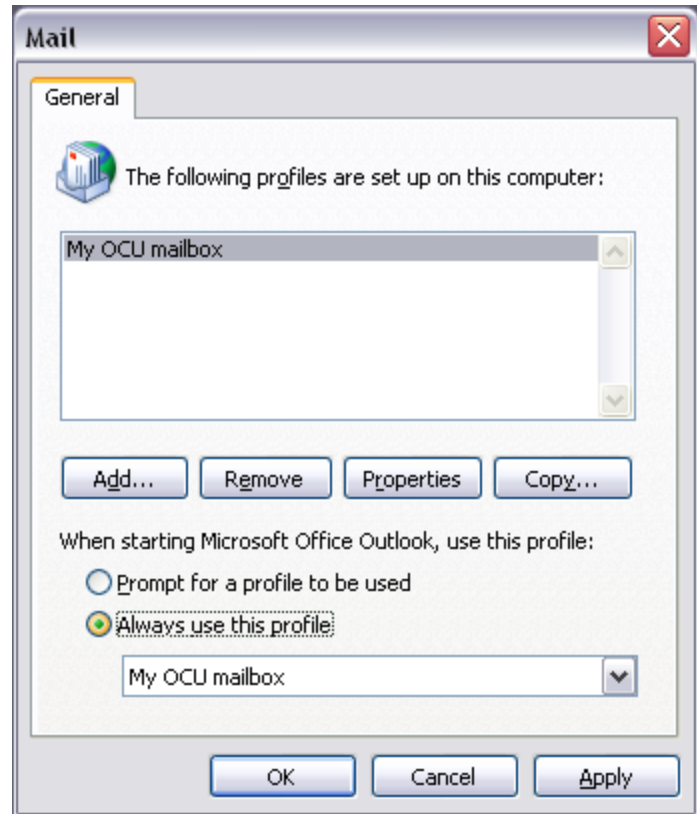 Mail
General
The following profiles are set up on this computer:
My OCU mailbox
Add... Remove Properties Copy...
When starting Microsoft Office Outlook, use this profile:
Prompt for a profile to be used
Always use this profile
My OCU mailbox
OK Cancel Apply